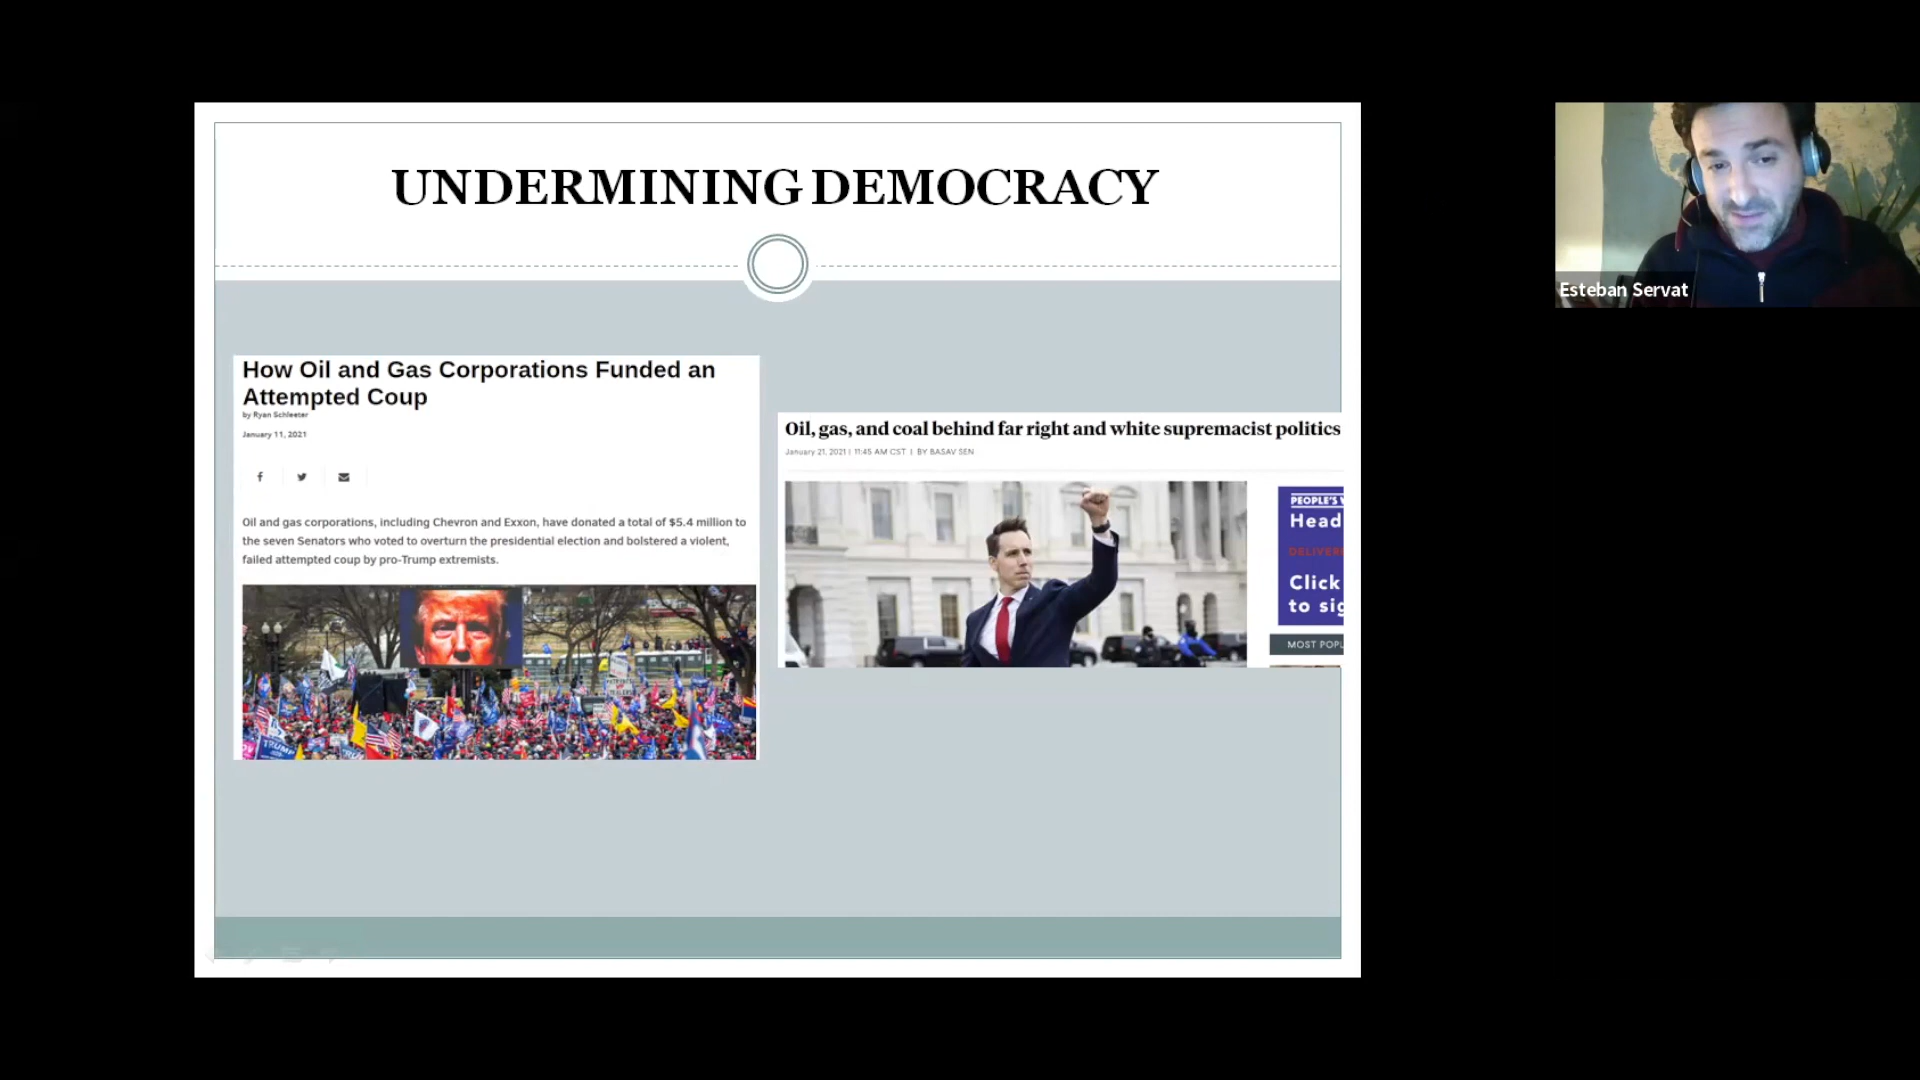 UNDERMINING DEMOCRACY
How Oil and Gas Corporations Funded an
Attempted Coup
by Ryan Schleeter
January 11, 2021
Oil and gas corporations, including Chevron and Exxon, have donated a total of $5.4 million to
the seven Senators who voted to overturn the presidential election and bolstered a violent,
failed attempted coup by pro-Trump extremists.
TRUMP
Oil, gas, and coal behind far right and white supremacist politics
January 21, 2021 | 11:45 AM CST | BY BASAV SEN
PEOPLE'S W
Head
DELIVERE
Click
to sig
MOST POPU
Esteban Servat